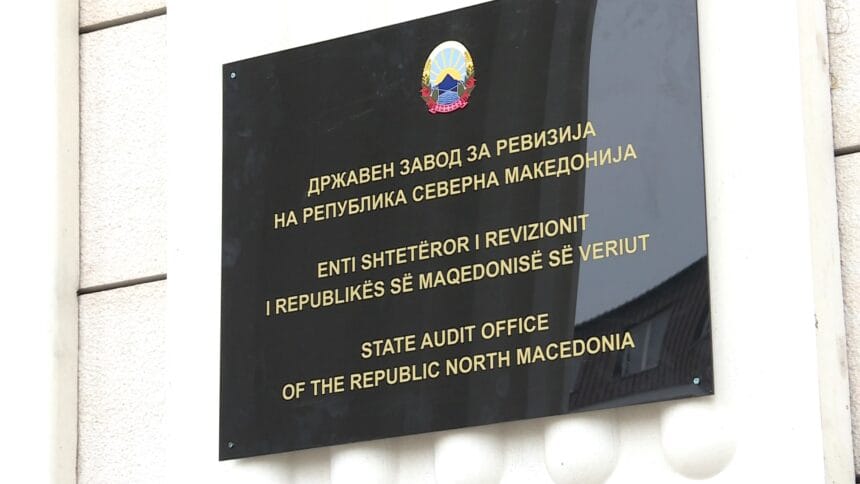 ДРЖАВЕН ЗАВОД ЗА РЕВИЗИЈА
НА РЕПУБЛИКА СЕВЕРНА МАКЕДОНИЈА
ENTI SHTETËROR I REVIZIONIT
I REPUBLIKËS SË MAQEDONISË SË VERIUT
STATE AUDIT OFFICE
OF THE REPUBLIC NORTH MACEDONIA